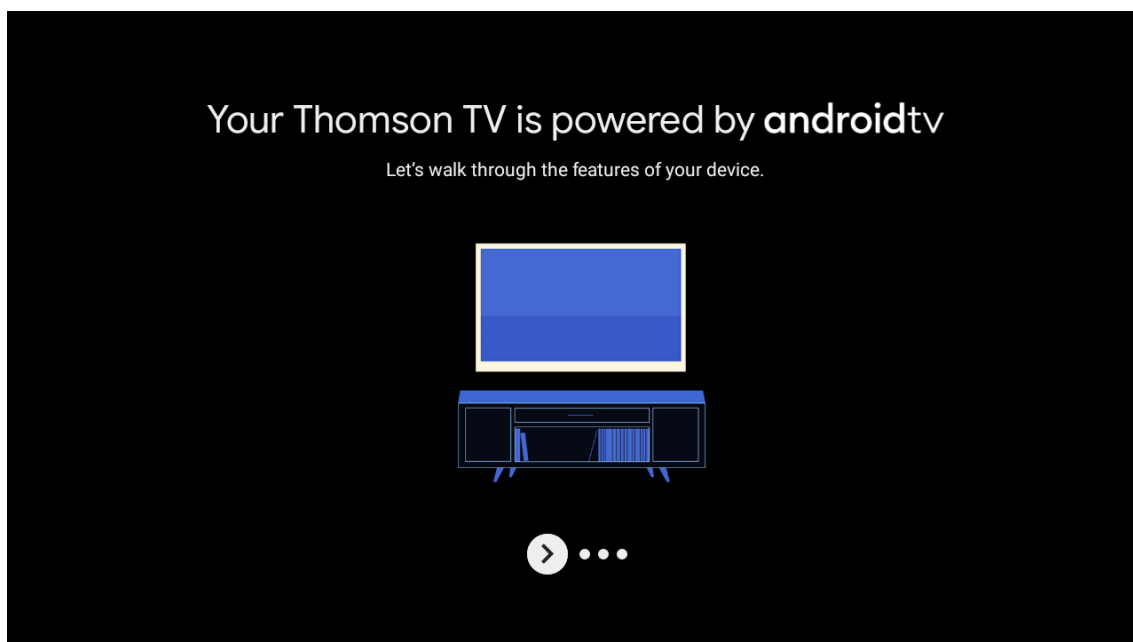 Your Thomson TV is powered by androidtv
Let’s walk through the features of your device.